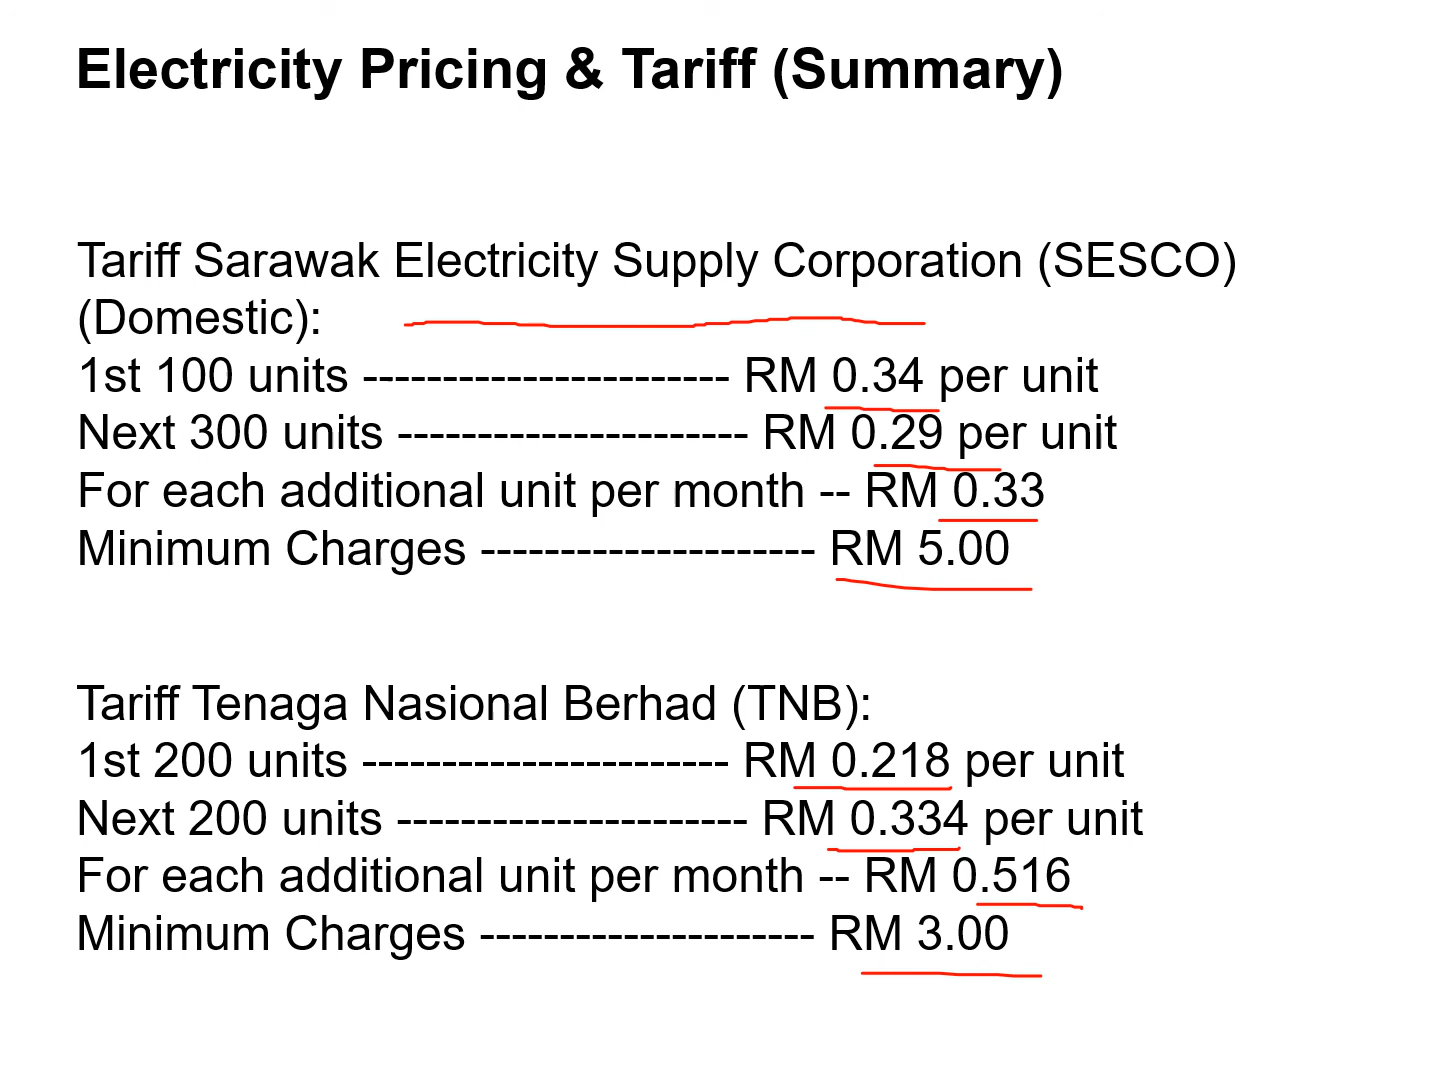 Electricity Pricing & Tariff (Summary)
Tariff Sarawak Electricity Supply Corporation (SESCO)
(Domestic):
1st 100 units ----------------------- RM 0.34 per unit
Next 300 units ---------------------- RM 0.29 per unit
For each additional unit per month -- RM 0.33
Minimum Charges --------------------- RM 5.00
Tariff Tenaga Nasional Berhad (TNB):
1st 200 units ----------------------- RM 0.218 per unit
Next 200 units ---------------------- RM 0.334 per unit
For each additional unit per month -- RM 0.516
Minimum Charges --------------------- RM 3.00